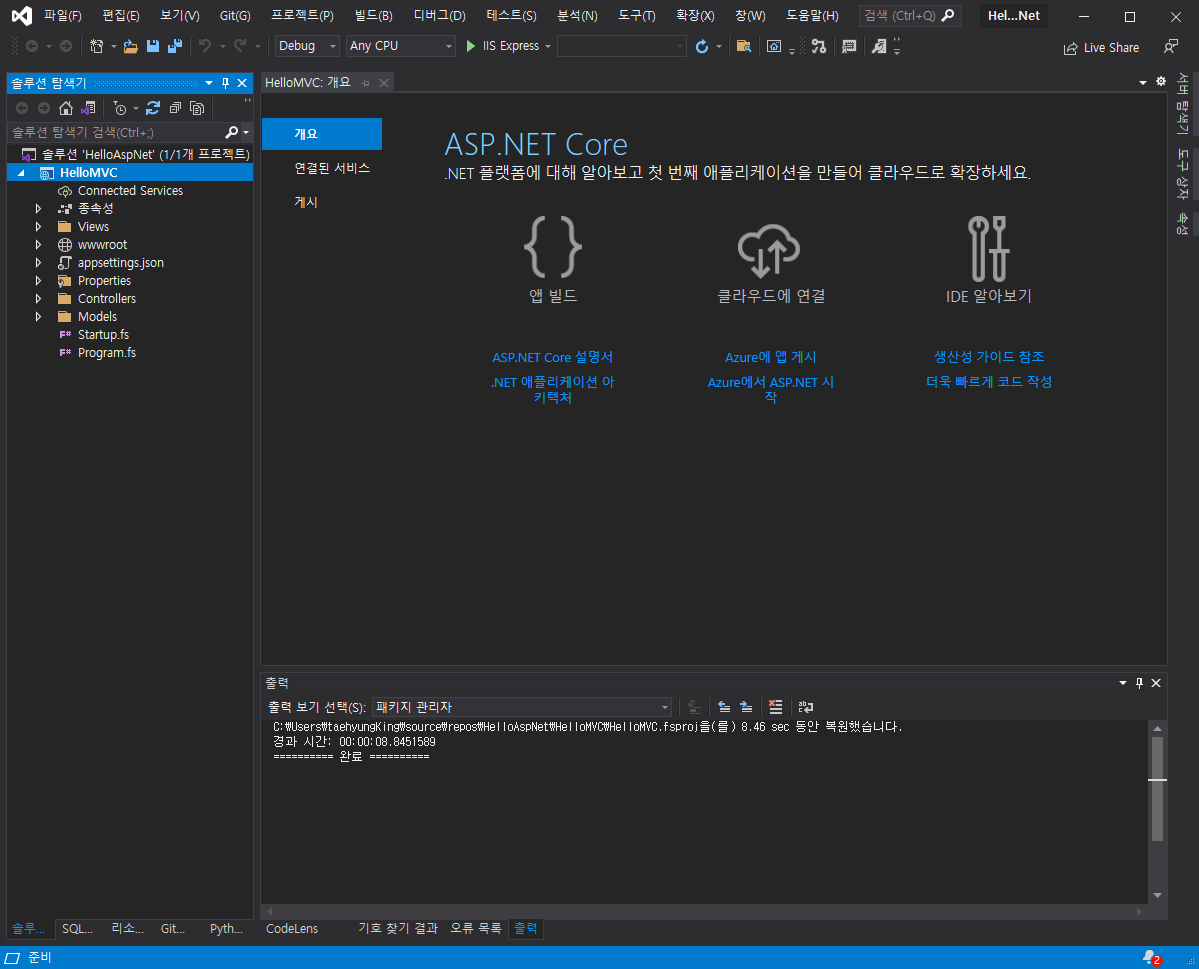 파일(F) 편집(E) 보기(V) Git(G) 프로젝트(P) 빌드(B) 디버그(D) 테스트(S) 분석(N) 도구(T) 확장(X) 창(W) 도움말(H) 검색 (Ctrl+Q) Hel...Net
Debug Any CPU IIS Express Live Share
솔루션 탐색기
솔루션 탐색기 검색(Ctrl+;)
솔루션 'HelloAspNet' (1/1개 프로젝트)
HelloMVC
Connected Services
종속성
Views
wwwroot
appsettings.json
Properties
Controllers
Models
F# Startup.fs
F# Program.fs
HelloMVC: 개요
개요
연결된 서비스
게시
ASP.NET Core
.NET 플랫폼에 대해 알아보고 첫 번째 애플리케이션을 만들어 클라우드로 확장하세요.
앱 빌드
ASP.NET Core 설명서
.NET 애플리케이션 아
키텍처
클라우드에 연결
Azure에 앱 게시
Azure에서 ASP.NET 시
작
IDE 알아보기
생산성 가이드 참조
더욱 빠르게 코드 작성
서버 탐색기
도구 상자
속성
출력
출력 보기 선택(S): 패키지 관리자
C:₩Users₩taehyungKing₩source₩repos₩HelloAspNet₩HelloMVC₩HelloMVC.fsproj을(를) 8.46 sec 동안 복원했습니다.
경과 시간: 00:00:08.8451589
========== 완료 ==========
솔루... SQL... 리소... Git... Pyth... CodeLens 기호 찾기 결과 오류 목록 출력
준비 2